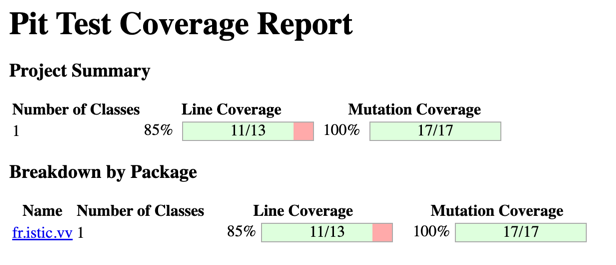 Pit Test Coverage Report
Project Summary
Number of Classes Line Coverage Mutation Coverage
1 85% 11/13 100% 17/17
Breakdown by Package
Name Number of Classes Line Coverage Mutation Coverage
fr.istic.vv 1 85% 11/13 100% 17/17